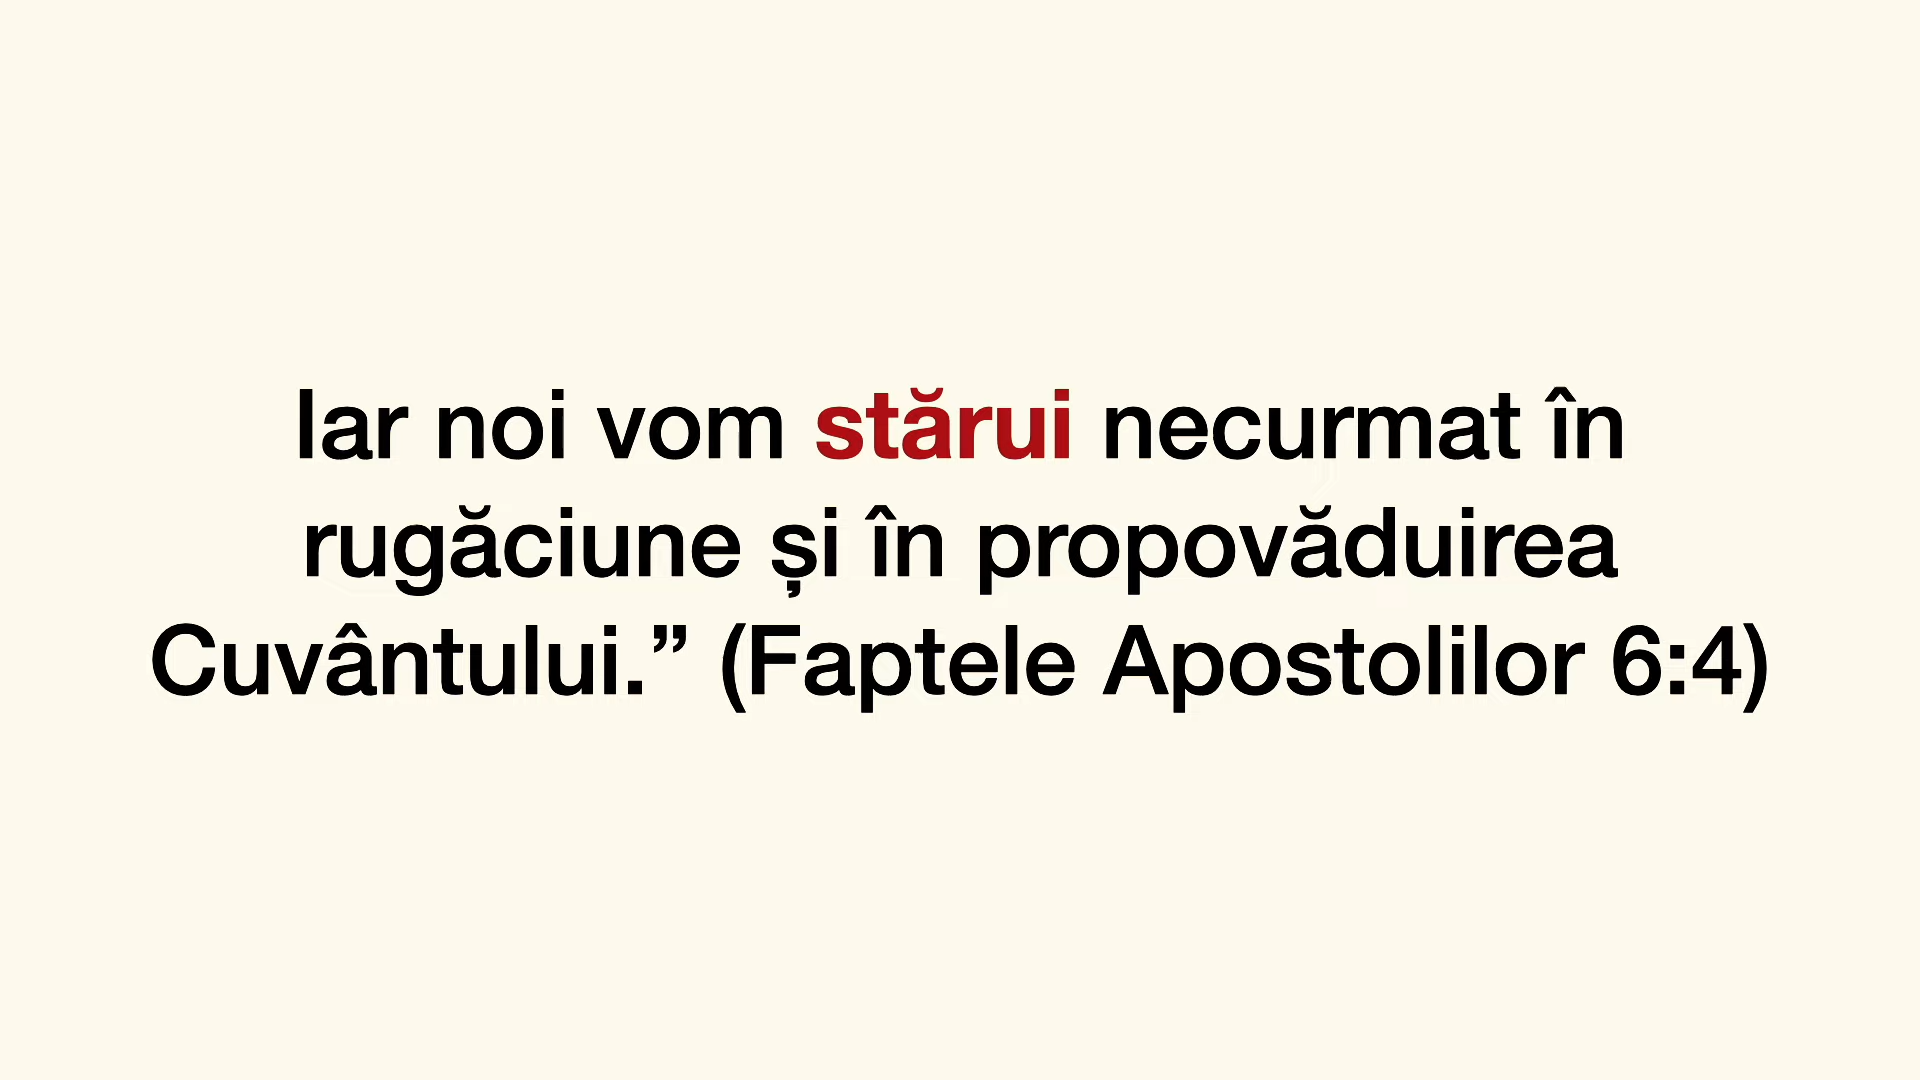 Iar noi vom stărui necurmat în
rugăciune și în propovăduirea
Cuvântului.” (Faptele Apostolilor 6:4)